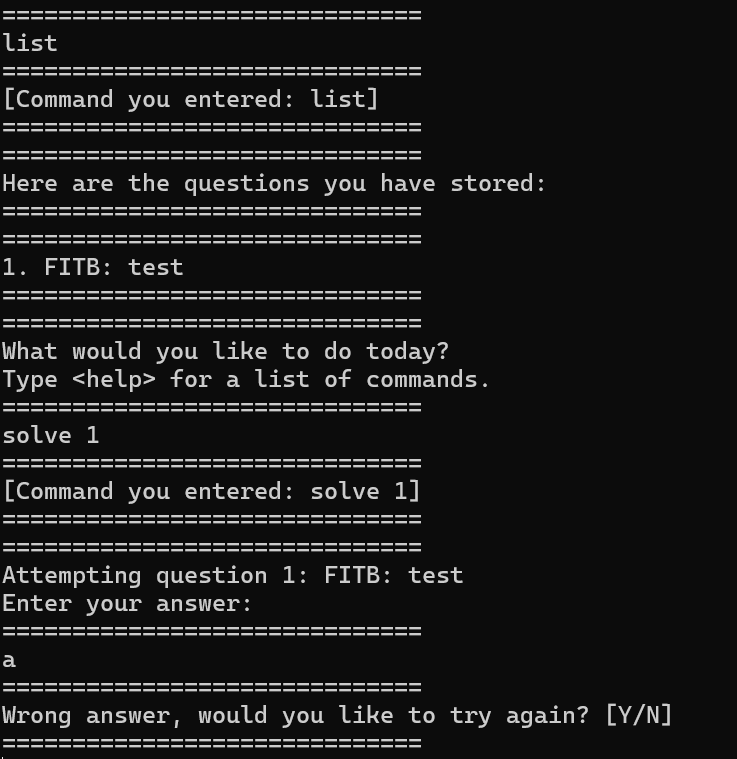 ==============================
list
==============================
[Command you entered: list]
==============================
==============================
Here are the questions you have stored:
==============================
==============================
1. FITB: test
==============================
==============================
What would you like to do today?
Type <help> for a list of commands.
==============================
solve 1
==============================
[Command you entered: solve 1]
==============================
==============================
Attempting question 1: FITB: test
Enter your answer:
==============================
a
==============================
Wrong answer, would you like to try again? [Y/N]
==============================